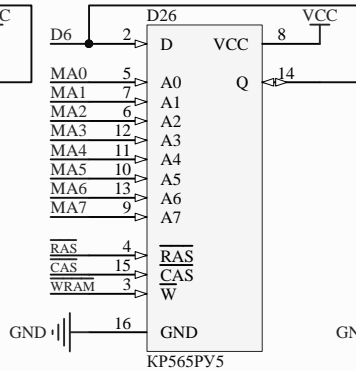 C D26 VCC
D6 2 D VCC 8
MA0 5 A0 Q 14
MA1 7 A1
MA2 6 A2
MA3 12 A3
MA4 11 A4
MA5 10 A5
MA6 13 A6
MA7 9 A7
RAS 4 RAS
CAS 15 CAS
WRAM 3 W
GND 16 GND GN
КР565РУ5